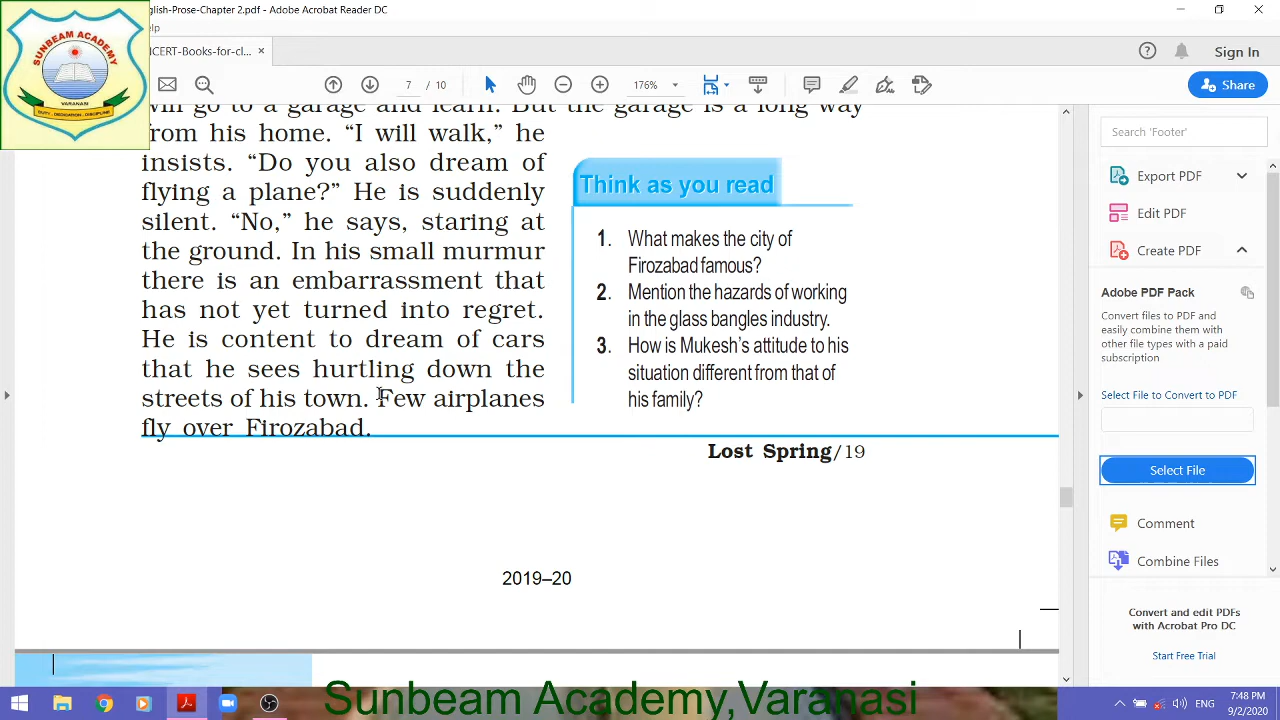 nglish-Prose-Chapter 2.pdf - Adobe Acrobat Reader DC
elp
SUNBEAM ACADEMY
VARANASI
DUTY . DEDICATION . DISCIPLINE
ICERT-Books-for-cl... ×
Sign In
7 / 10
176%
Share
will go to a garage and learn. But the garage is a long way
from his home. “I will walk,” he
insists. “Do you also dream of
flying a plane?” He is suddenly
silent. “No,” he says, staring at
the ground. In his small murmur
there is an embarrassment that
has not yet turned into regret.
He is content to dream of cars
that he sees hurtling down the
streets of his town. Few airplanes
fly over Firozabad.
Think as you read
1. What makes the city of
Firozabad famous?
2. Mention the hazards of working
in the glass bangles industry.
3. How is Mukesh’s attitude to his
situation different from that of
his family?
Lost Spring/19
2019–20
Search 'Footer'
Export PDF
Edit PDF
Create PDF
Adobe PDF Pack
Convert files to PDF and
easily combine them with
other file types with a paid
subscription
Select File to Convert to PDF
Select File
Comment
Combine Files
Convert and edit PDFs
with Acrobat Pro DC
Start Free Trial
Sunbeam Academy,Varanasi
ENG
7:48 PM
9/2/2020